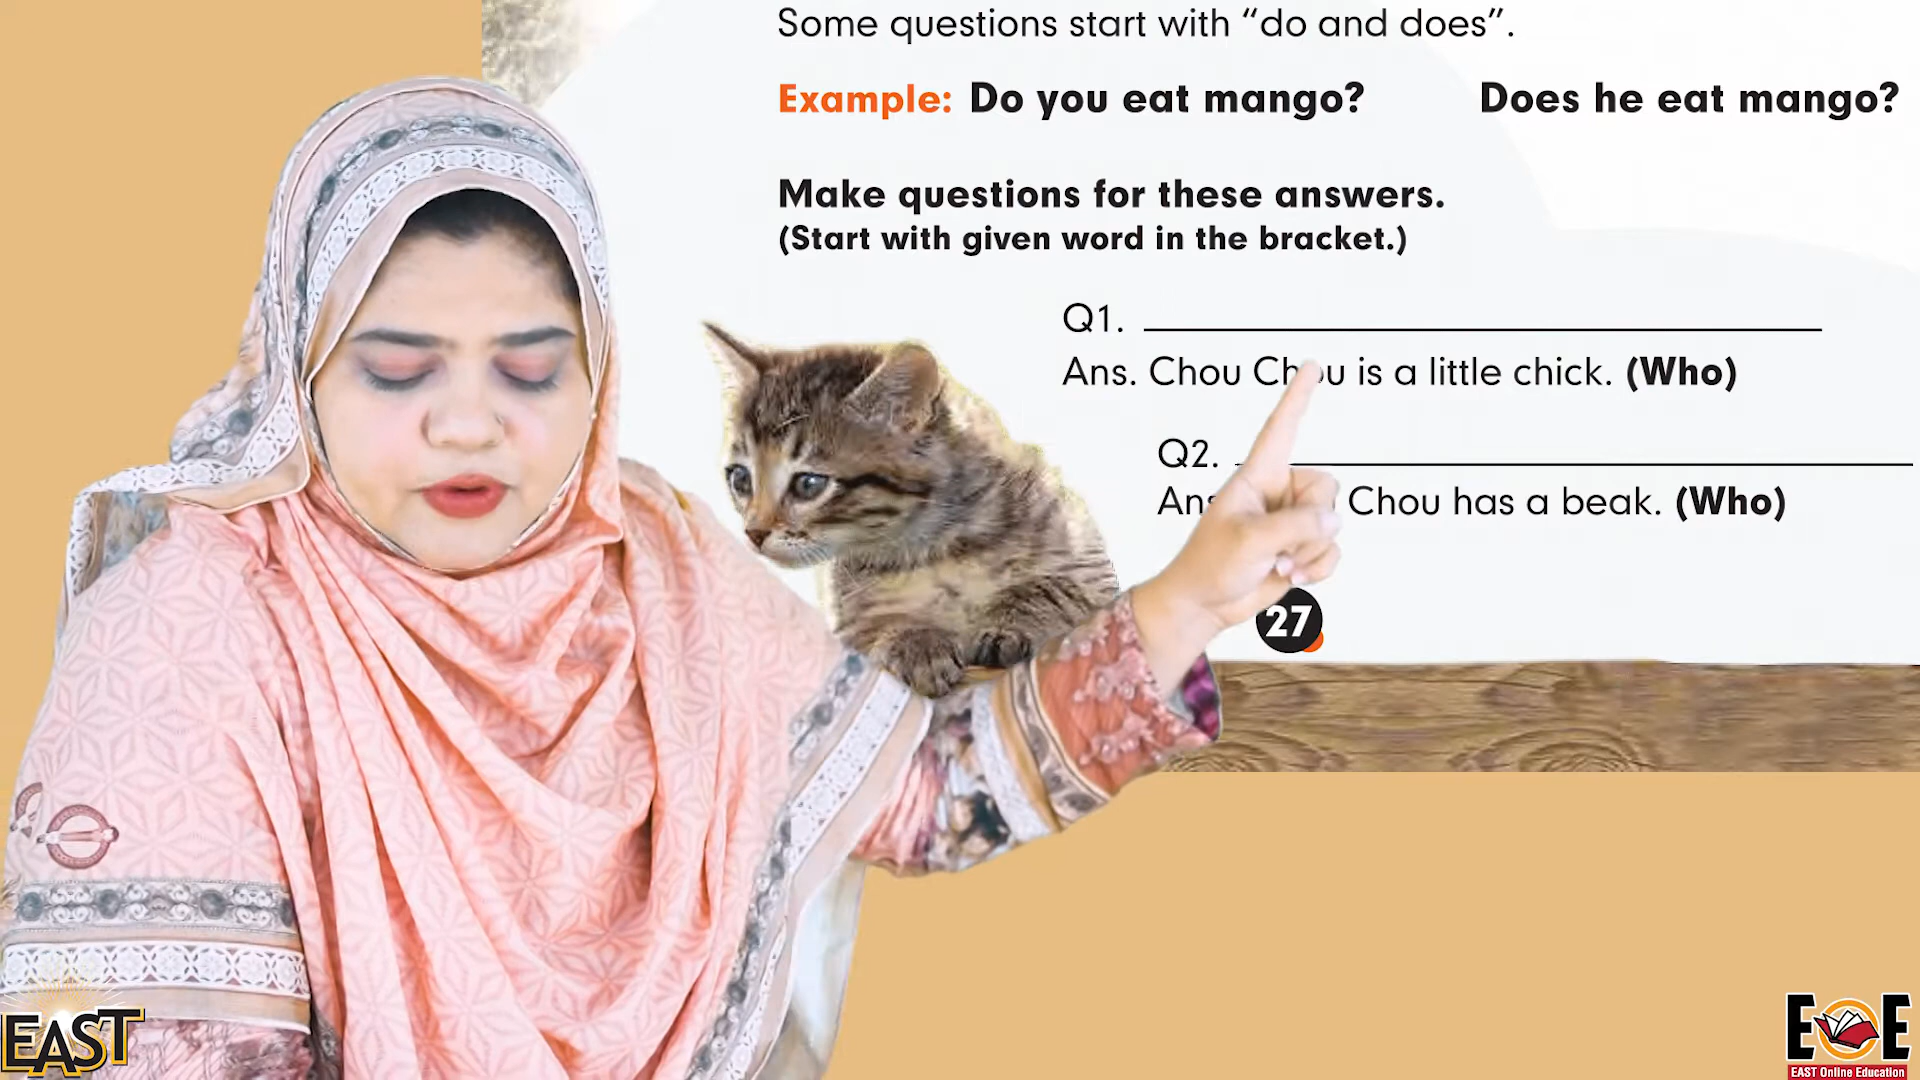 Some questions start with “do and does”.
Example: Do you eat mango? Does he eat mango?
Make questions for these answers.
(Start with given word in the bracket.)
Q1.
Ans. Chou Chou is a little chick. (Who)
Q2.
Chou has a beak. (Who)
27
EAST
EOE
EAST Online Education